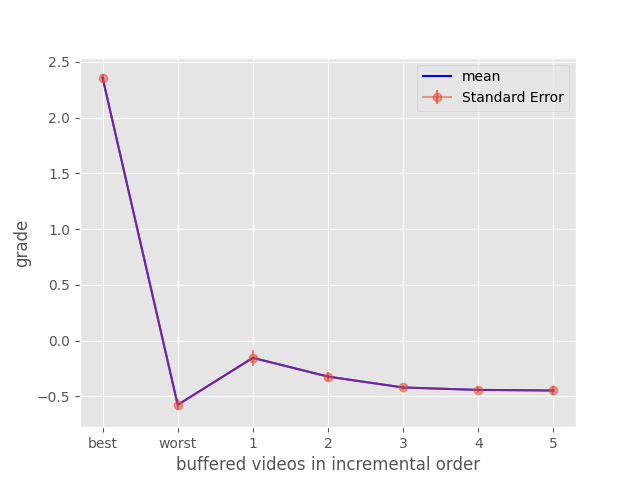 mean
Standard Error
2.5
2.0
1.5
1.0
0.5
0.0
−0.5
grade
best worst 1 2 3 4 5
buffered videos in incremental order